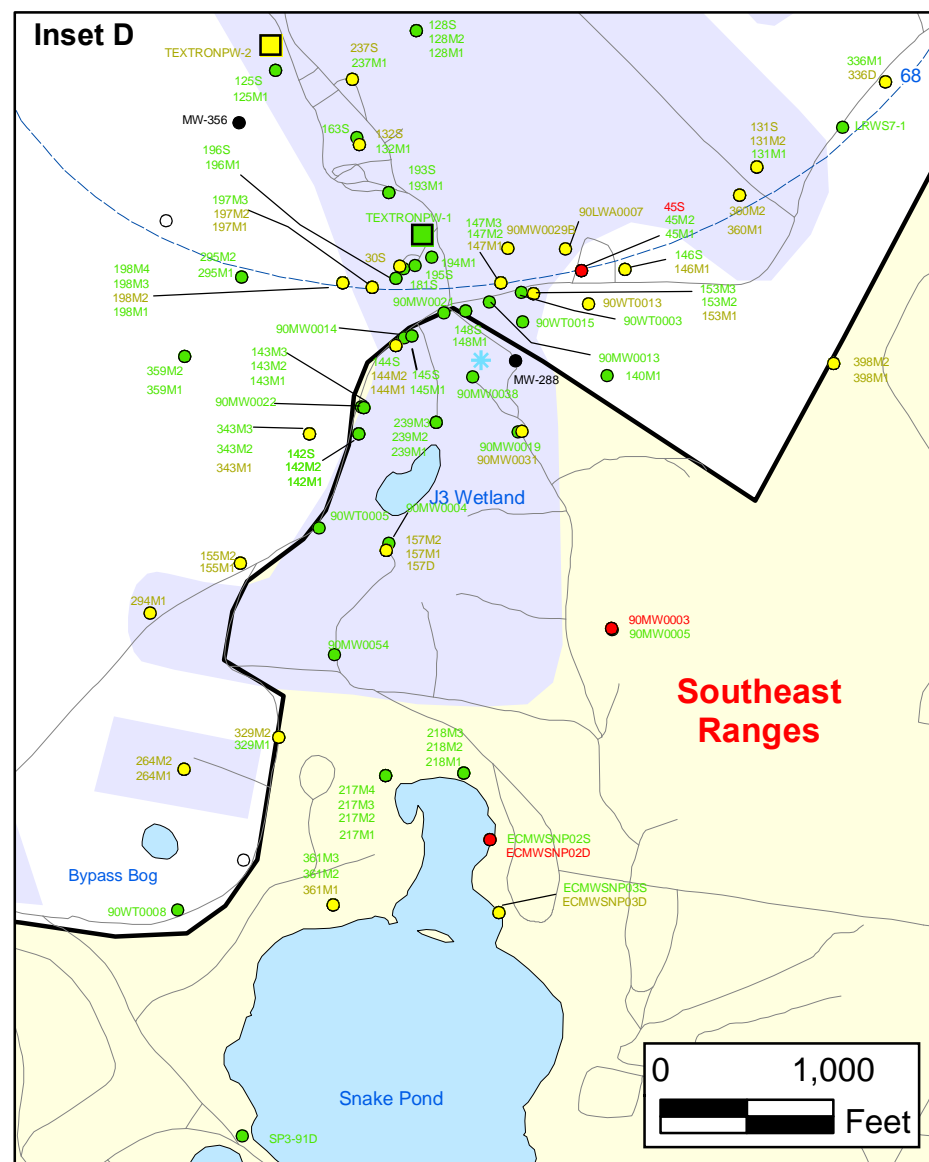 Inset D
128S
128M2
128M1
TEXTRONPW-2
237S
237M1
125S
125M1
336M1
336D
68
MW-356
LRWS7-1
163S
132S
132M1
131S
131M2
131M1
196S
196M1
193S
193M1
197M3
197M2
197M1
TEXTRONPW-1
147M3
147M2
147M1
90MW0029B
90LWA0007
45S
45M2
45M1
360M2
360M1
295M2
295M1
198M4
198M3
198M2
198M1
30S
194M1
195S
181S
146S
146M1
153M3
153M2
153M1
90MW0021
90WT0013
90WT0015
90WT0003
90MW0014
148S
148M1
90MW0013
143M3
143M2
143M1
144S
144M2
144M1
145S
145M1
MW-288
140M1
398M2
398M1
359M2
359M1
90MW0038
90MW0022
343M3
343M2
343M1
142S
142M2
142M1
239M3
239M2
239M1
90MW0019
90MW0031
J3 Wetland
90MW0004
90WT0005
157M2
157M1
157D
155M2
155M1
294M1
90MW0003
90MW0005
90MW0054
Southeast
Ranges
329M2
329M1
218M3
218M2
218M1
264M2
264M1
217M4
217M3
217M2
217M1
ECMWSNP02S
ECMWSNP02D
361M3
361M2
361M1
Bypass Bog
ECMWSNP03S
ECMWSNP03D
90WT0008
0 1,000
Feet
Snake Pond
SP3-91D